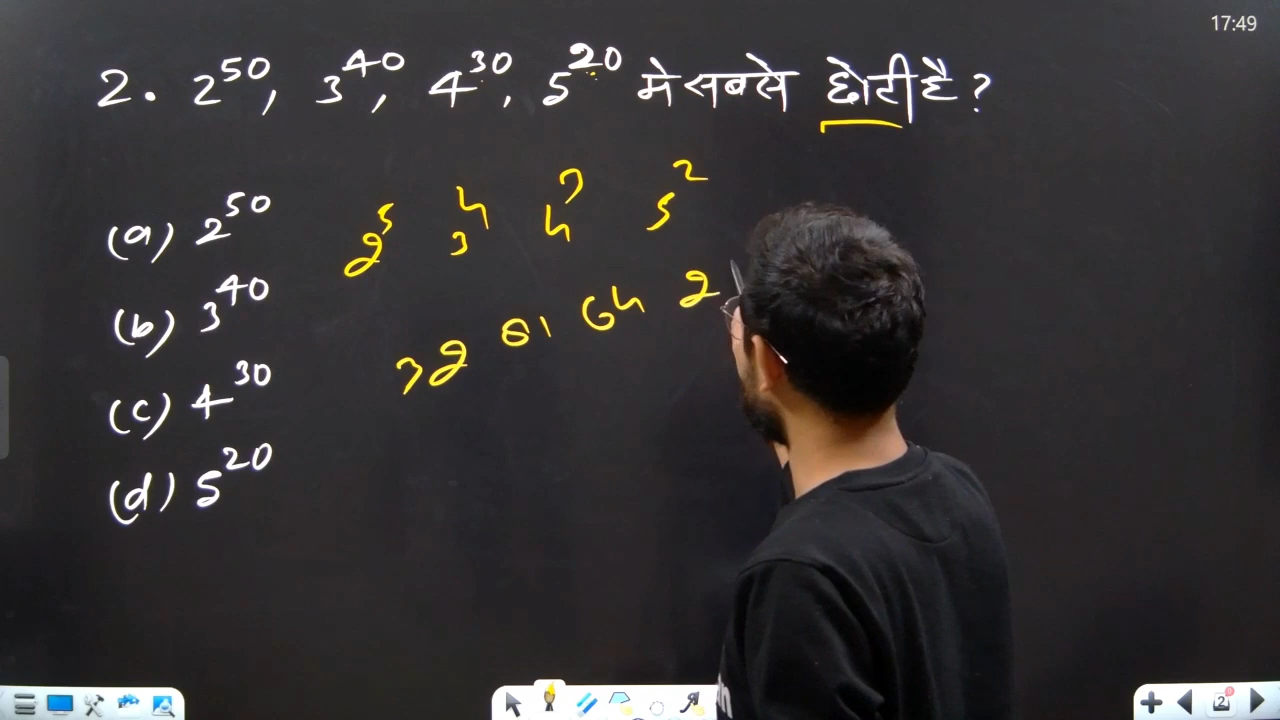 17:49
2. 2^50, 3^40, 4^30, 5^20 मे सबसे छोटी है ?
(a) 2^50
(b) 3^40
(c) 4^30
(d) 5^20
2^5 3^4 4^3 5^2
32 81 64 2
2